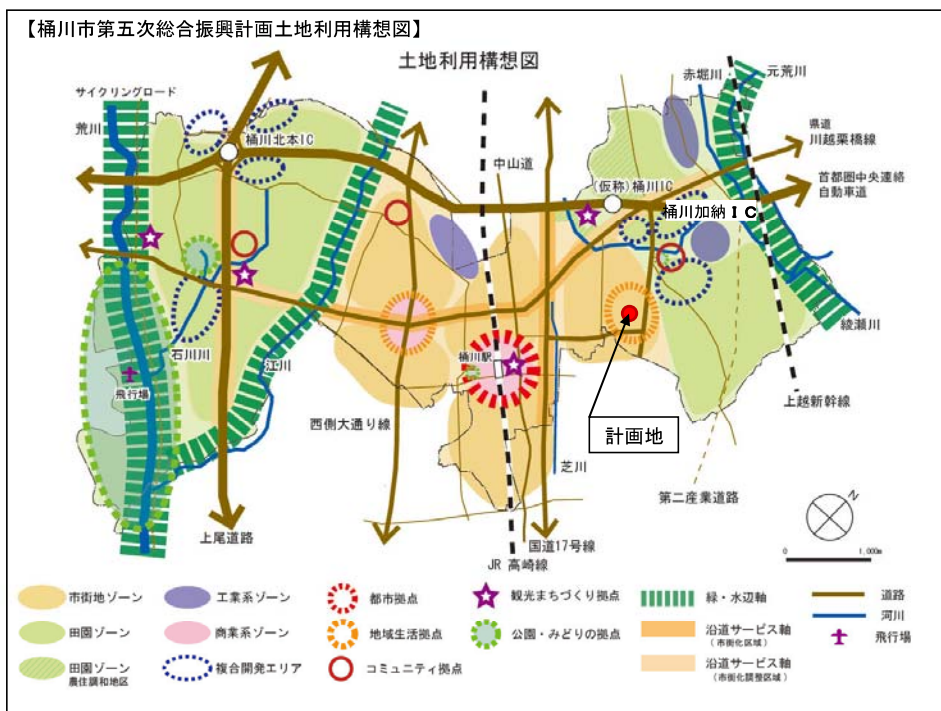 【桶川市第五次総合振興計画土地利用構想図】
土地利用構想図
サイクリングロード
荒川
桶川北本IC
中山道
赤堀川
元荒川
県道
川越栗橋線
首都圏中央連絡
自動車道
(仮称)桶川IC
桶川加納IC
石川川
江川
飛行場
桶川駅
綾瀬川
上越新幹線
計画地
西側大通り線
芝川
第二産業道路
上尾道路
国道17号線
JR 高崎線
N
0 1,000m
市街地ゾーン
工業系ゾーン
都市拠点
観光まちづくり拠点
緑・水辺軸
道路
河川
田園ゾーン
商業系ゾーン
地域生活拠点
公園・みどりの拠点
沿道サービス軸
(市街化区域)
飛行場
田園ゾーン
農住調和地区
複合開発エリア
コミュニティ拠点
沿道サービス軸
(市街化調整区域)